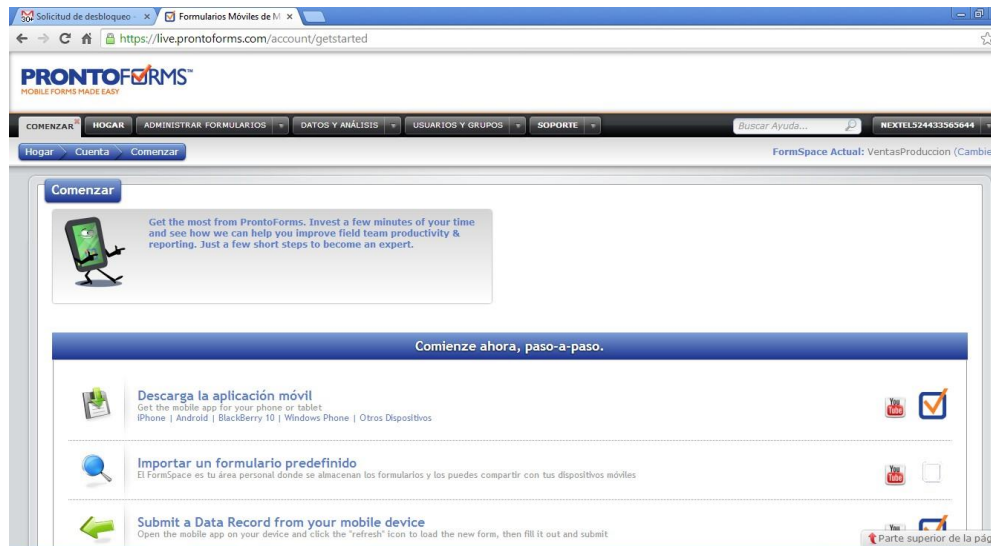 Solicitud de desbloqueo -
Formularios Móviles de M
https://live.prontoforms.com/account/getstarted
PRONTOFORMS™
MOBILE FORMS MADE EASY
COMENZAR HOGAR ADMINISTRAR FORMULARIOS DATOS Y ANÁLISIS USUARIOS Y GRUPOS SOPORTE Buscar Ayuda... NEXTEL524433565644
Hogar Cuenta Comenzar FormSpace Actual: VentasProduccion (Cambie
Comenzar
Get the most from ProntoForms. Invest a few minutes of your time
and see how we can help you improve field team productivity &
reporting. Just a few short steps to become an expert.
Comienze ahora, paso-a-paso.
Descarga la aplicación móvil
Get the mobile app for your phone or tablet
iPhone | Android | BlackBerry 10 | Windows Phone | Otros Dispositivos
You Tube
Importar un formulario predefinido
El FormSpace es tu área personal donde se almacenan los formularios y los puedes compartir con tus dispositivos móviles
You Tube
Submit a Data Record from your mobile device
Open the mobile app on your device and click the "refresh" icon to load the new form, then fill it out and submit
You
Parte superior de la pág